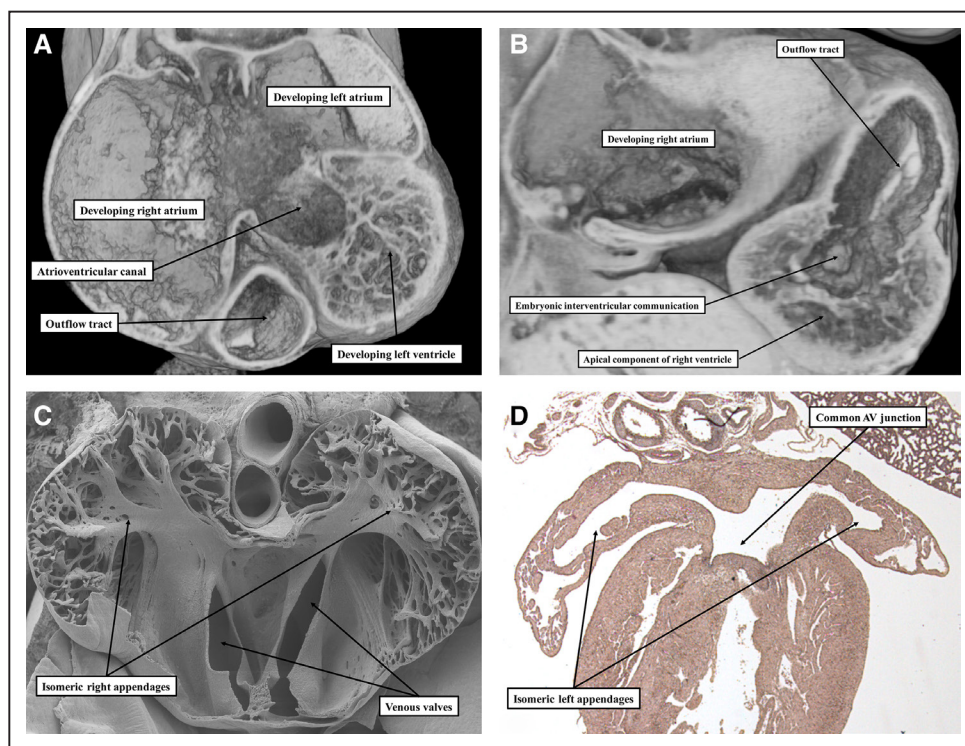 A
Developing left atrium
Developing right atrium
Atrioventricular canal
Outflow tract
Developing left ventricle
B
Outflow tract
Developing right atrium
Embryonic interventricular communication
Apical component of right ventricle
C
Isomeric right appendages
Venous valves
D
Common AV junction
Isomeric left appendages